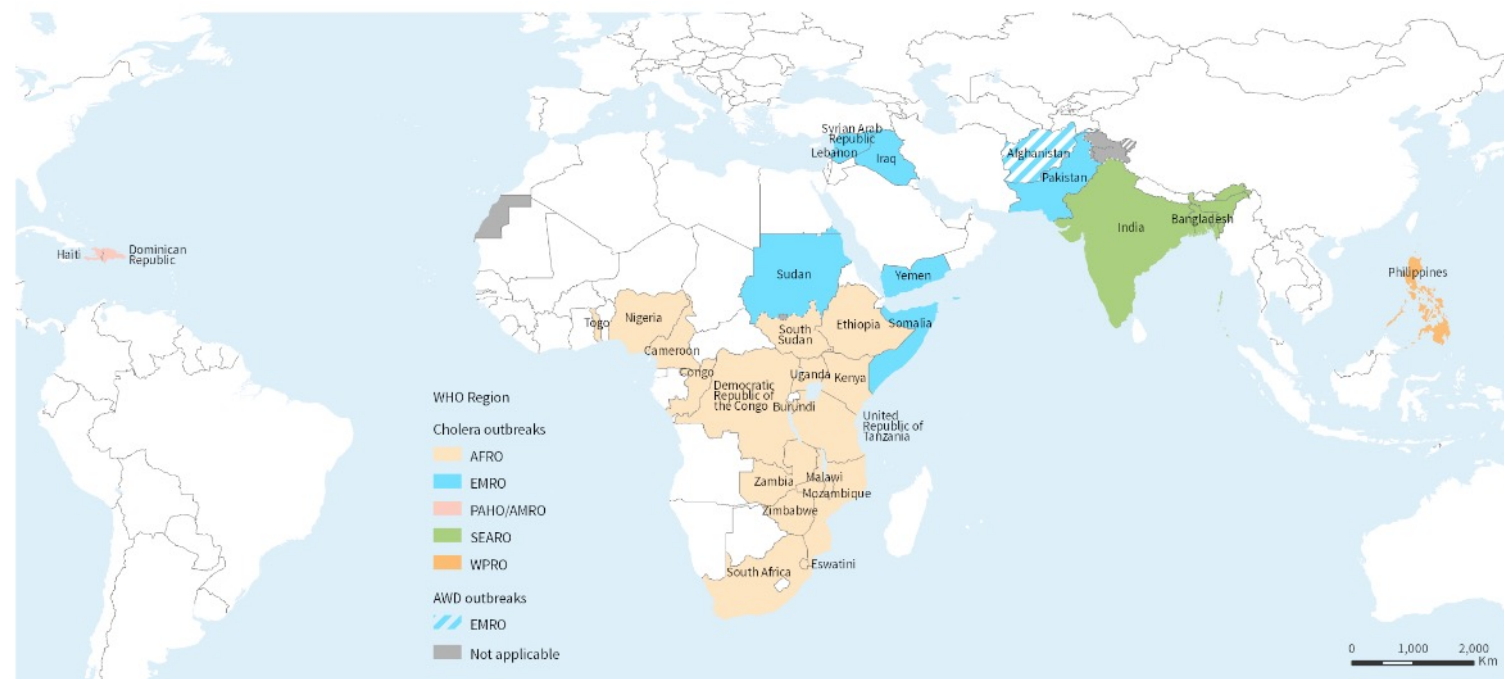 Syrian Arab
Republic
Lebanon
Iraq
Afghanistan
Pakistan
Haiti
Dominican
Republic
India
Bangladesh
Sudan
Yemen
Philippines
Togo
Nigeria
South
Sudan
Ethiopia
Somalia
Cameroon
Congo
Democratic
Republic of
the Congo
Uganda
Kenya
Burundi
United
Republic of
Tanzania
Zambia
Malawi
Mozambique
Zimbabwe
South Africa
Eswatini
WHO Region
Cholera outbreaks
AFRO
EMRO
PAHO/AMRO
SEARO
WPRO
AWD outbreaks
EMRO
Not applicable
0 1,000 2,000
Km